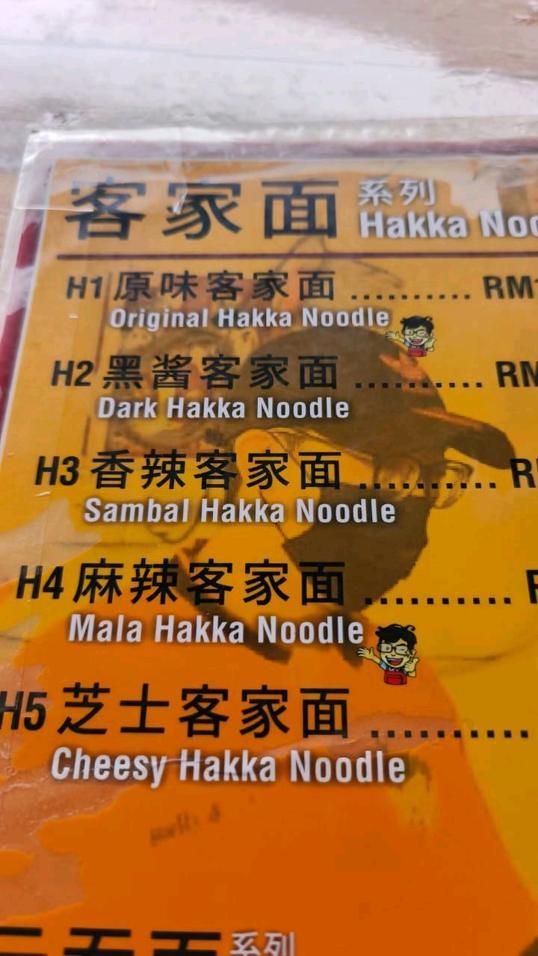 客家面 系列
Hakka
H1 原味客家面 .......... RM
Original Hakka Noodle
H2 黑酱客家面 ........... RM
Dark Hakka Noodle
H3 香辣客家面 ............
Sambal Hakka Noodle
H4 麻辣客家面 .............
Mala Hakka Noodle
H5 芝士客家面 ..............
Cheesy Hakka Noodle
系列